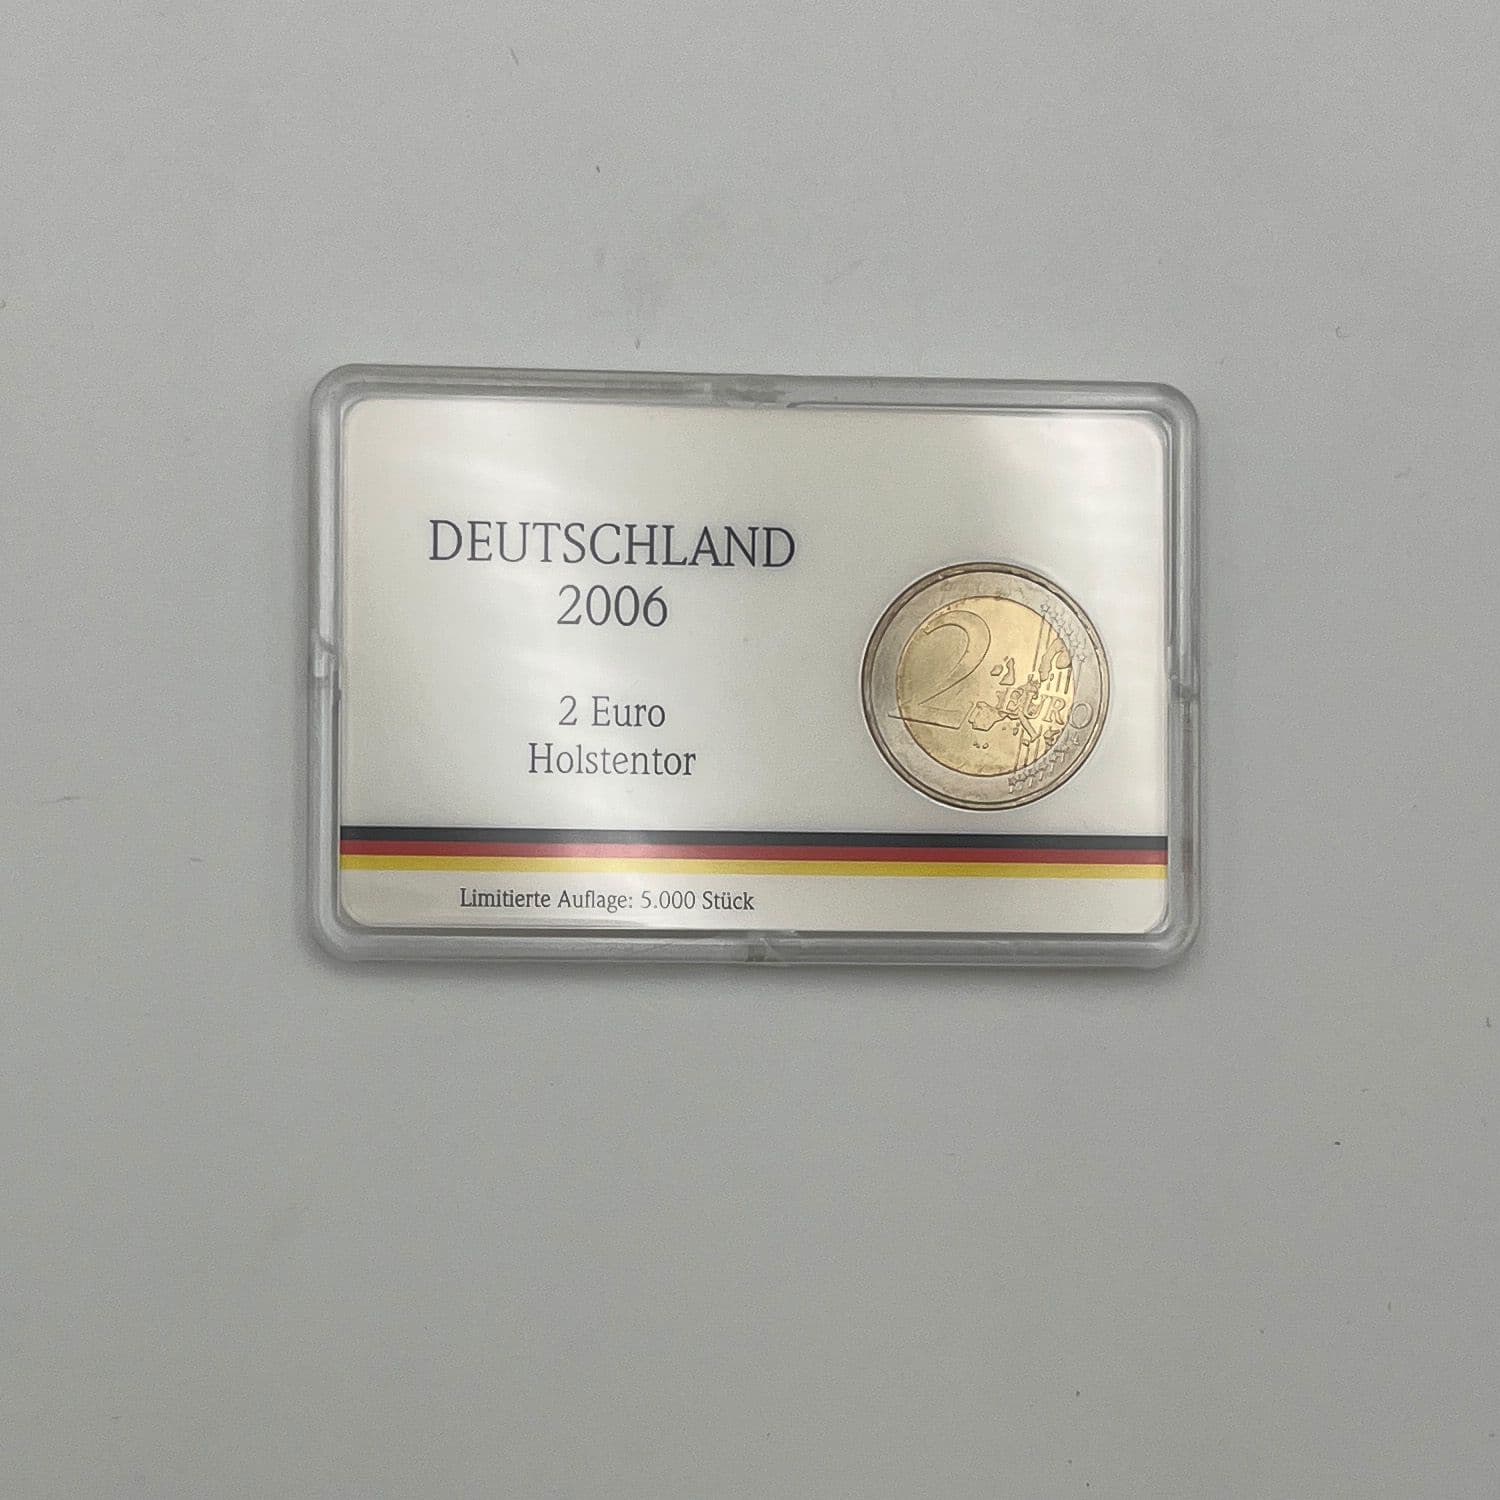 DEUTSCHLAND
2006
2 Euro
Holstentor
2 EURO
Limitierte Auflage: 5.000 Stück